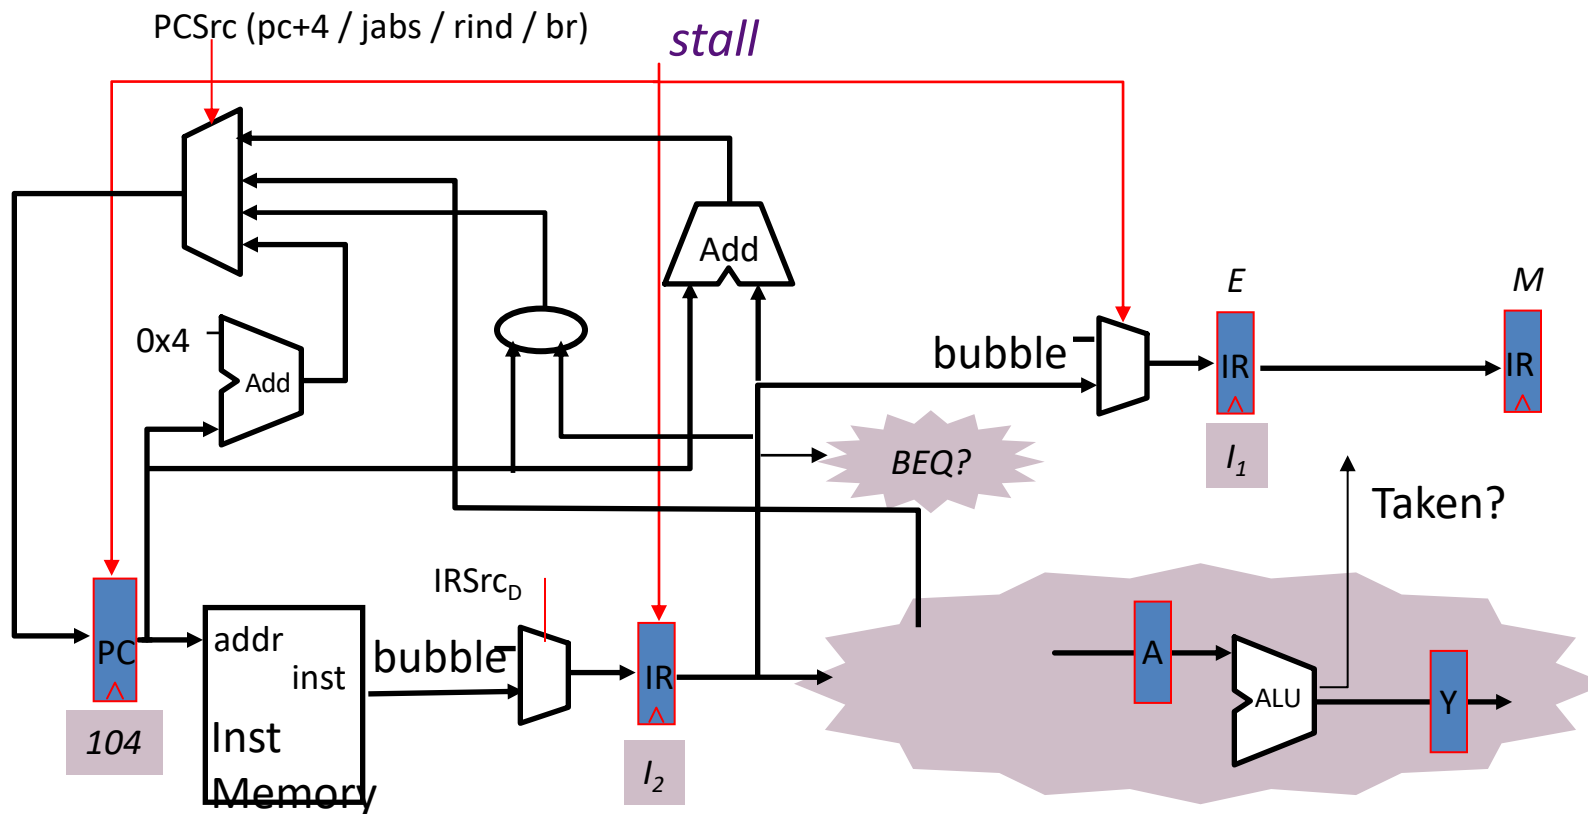 PCSrc (pc+4 / jabs / rind / br)
stall
Add
E
M
0x4
Add
bubble
IR
IR
BEQ?
I1
Taken?
IRSrcD
PC
addr
inst
bubble
IR
A
ALU
Y
104
Inst
Memory
I2